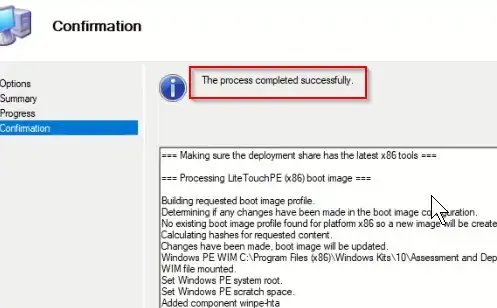 Confirmation
Options
Summary
Progress
Confirmation
The process completed successfully.
=== Making sure the deployment share has the latest x86 tools ===
=== Processing LiteTouchPE (x86) boot image ===
Building requested boot image profile.
Determining if any changes have been made in the boot image configuration.
No existing boot image profile found for platform x86 so a new image will be create
Calculating hashes for requested content.
Changes have been made, boot image will be updated.
Windows PE WIM C:\Program Files (x86)\Windows Kits\10\Assessment and Dep
WIM file mounted.
Set Windows PE system root.
Set Windows PE scratch space.
Added component winpe-hta